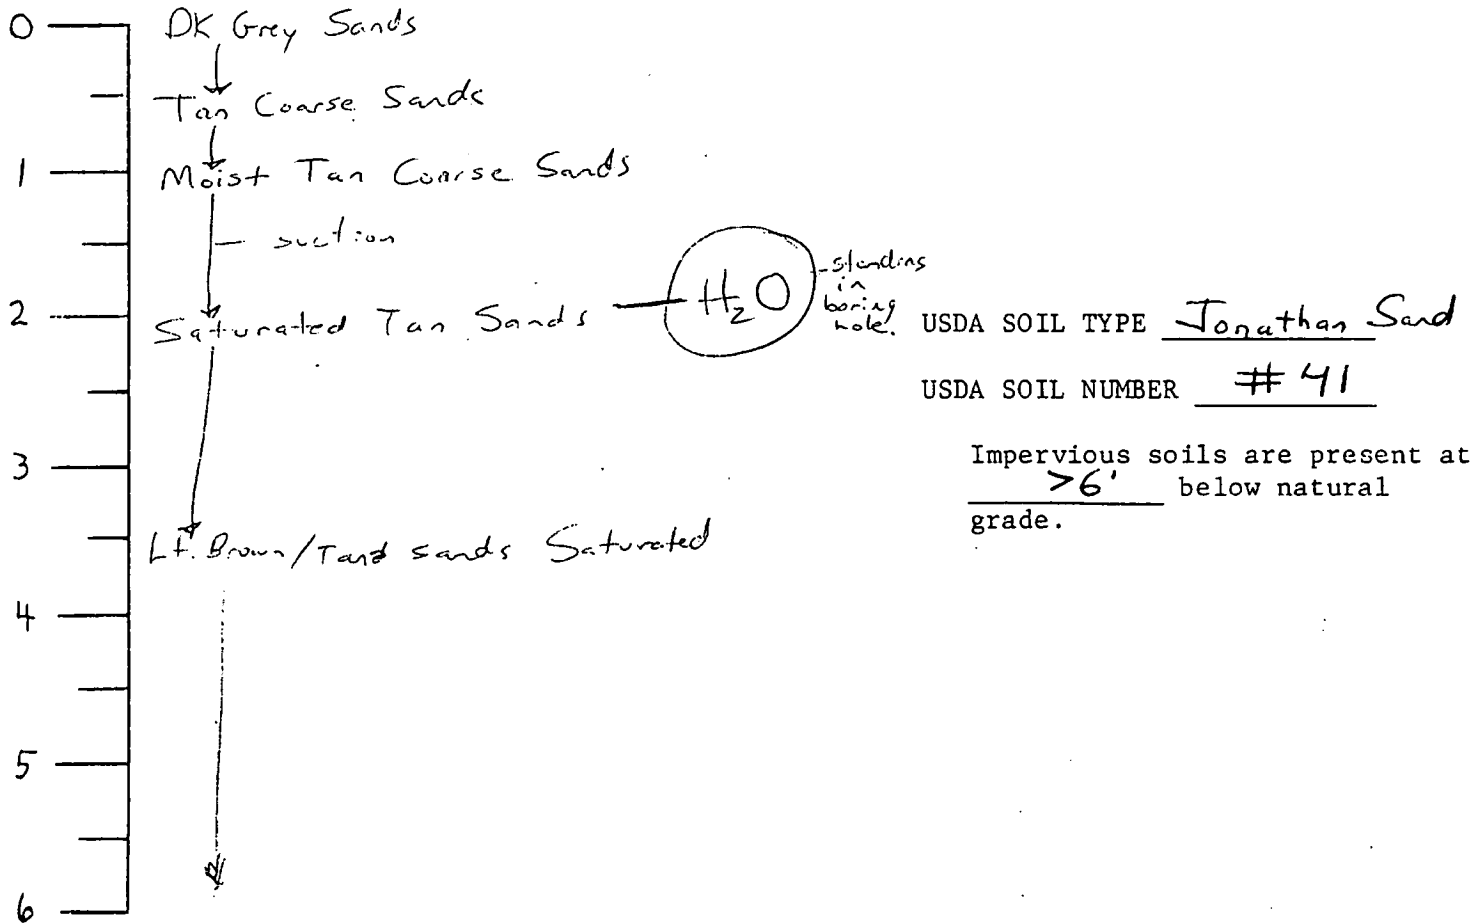 0 DK Grey Sands
Tan Coarse Sands
1 Moist Tan Coarse Sands
- suction
2 Saturated Tan Sands — H₂O
-standing
in
boring
hole.
USDA SOIL TYPE Jonathan Sand
USDA SOIL NUMBER # 41
3
Impervious soils are present at
>6' below natural
grade.
Lt. Brown/Tan sands Saturated
4
5
6